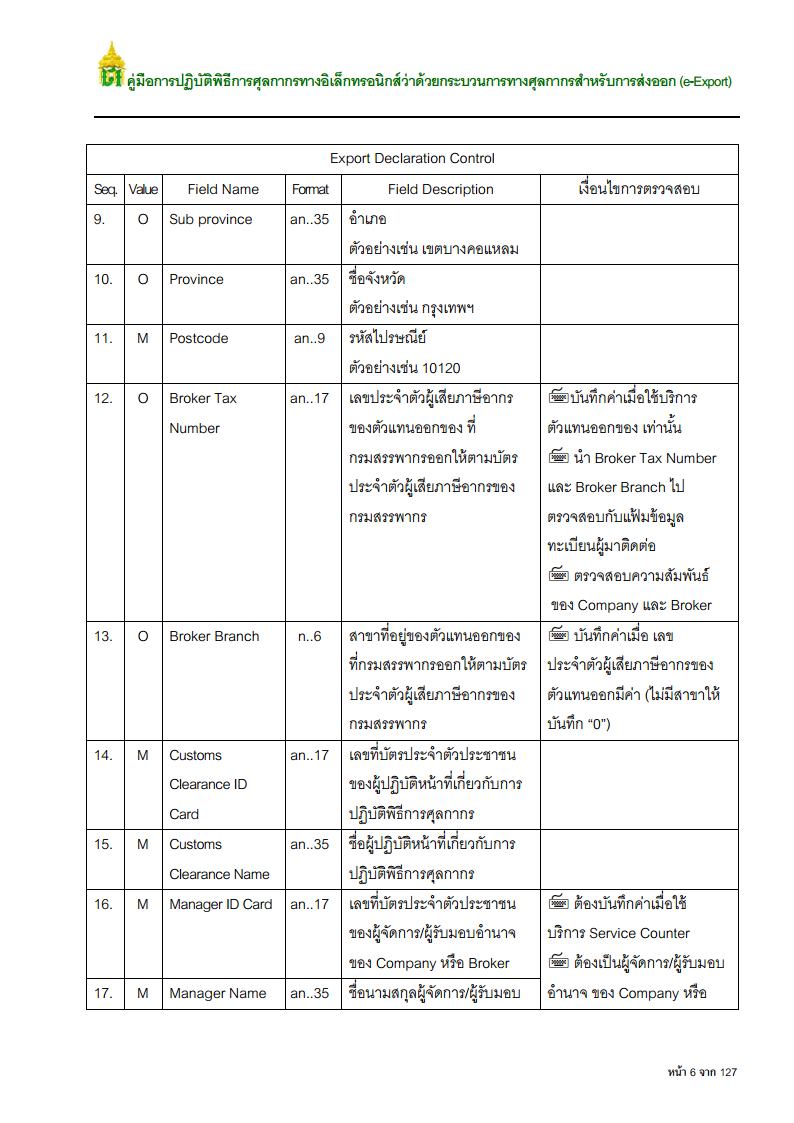 คู่มือการปฏิบัติพิธีการศุลกากรทางอิเล็กทรอนิกส์ว่าด้วยกระบวนการทางศุลกากรสำหรับการส่งออก (e-Export)
Export Declaration Control
Seq. Value Field Name Format Field Description เงื่อนไขการตรวจสอบ
9. O Sub province an..35 อำเภอ
ตัวอย่างเช่น เขตบางคอแหลม
10. O Province an..35 ชื่อจังหวัด
ตัวอย่างเช่น กรุงเทพฯ
11. M Postcode an..9 รหัสไปรษณีย์
ตัวอย่างเช่น 10120
12. O Broker Tax an..17 เลขประจำตัวผู้เสียภาษีอากร บันทึกค่าเมื่อใช้บริการ
Number ของตัวแทนออกของ ที่ ตัวแทนออกของ เท่านั้น
กรมสรรพากรออกให้ตามบัตร นำ Broker Tax Number
ประจำตัวผู้เสียภาษีอากรของ และ Broker Branch ไป
กรมสรรพากร ตรวจสอบกับแฟ้มข้อมูล
ทะเบียนผู้มาติดต่อ
ตรวจสอบความสัมพันธ์
ของ Company และ Broker
13. O Broker Branch n..6 สาขาที่อยู่ของตัวแทนออกของ บันทึกค่าเมื่อ เลข
ที่กรมสรรพากรออกให้ตามบัตร ประจำตัวผู้เสียภาษีอากรของ
ประจำตัวผู้เสียภาษีอากรของ ตัวแทนออกมีค่า (ไม่มีสาขาให้
กรมสรรพากร บันทึก “0”)
14. M Customs an..17 เลขที่บัตรประจำตัวประชาชน
Clearance ID ของผู้ปฏิบัติหน้าที่เกี่ยวกับการ
Card ปฏิบัติพิธีการศุลกากร
15. M Customs an..35 ชื่อผู้ปฏิบัติหน้าที่เกี่ยวกับการ
Clearance Name ปฏิบัติพิธีการศุลกากร
16. M Manager ID Card an..17 เลขที่บัตรประจำตัวประชาชน ต้องบันทึกค่าเมื่อใช้
ของผู้จัดการ/ผู้รับมอบอำนาจ บริการ Service Counter
ของ Company หรือ Broker ต้องเป็นผู้จัดการ/ผู้รับมอบ
17. M Manager Name an..35 ชื่อนามสกุลผู้จัดการ/ผู้รับมอบ อำนาจ ของ Company หรือ
หน้า 6 จาก 127